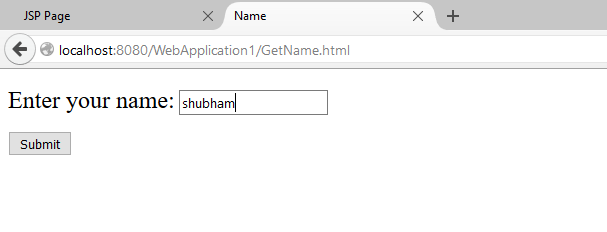 JSP Page
Name
localhost:8080/WebApplication1/GetName.html
Enter your name: shubham
Submit